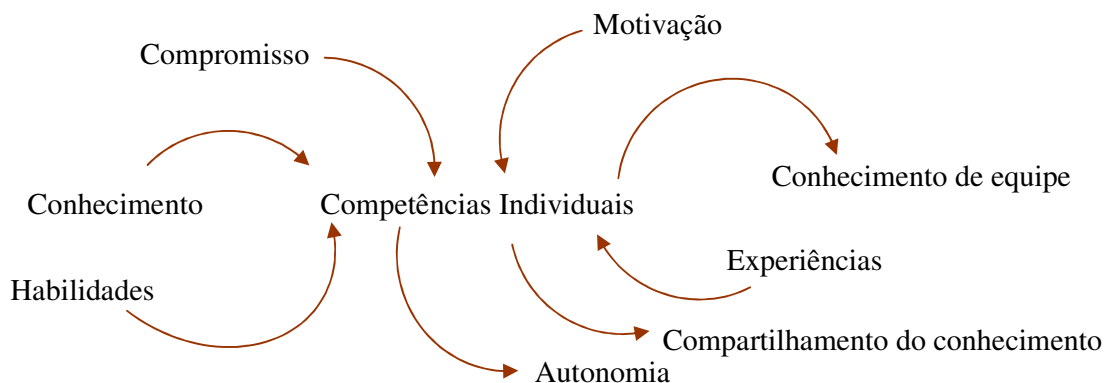 Motivação
Compromisso
Conhecimento de equipe
Conhecimento
Competências Individuais
Experiências
Habilidades
Compartilhamento do conhecimento
Autonomia